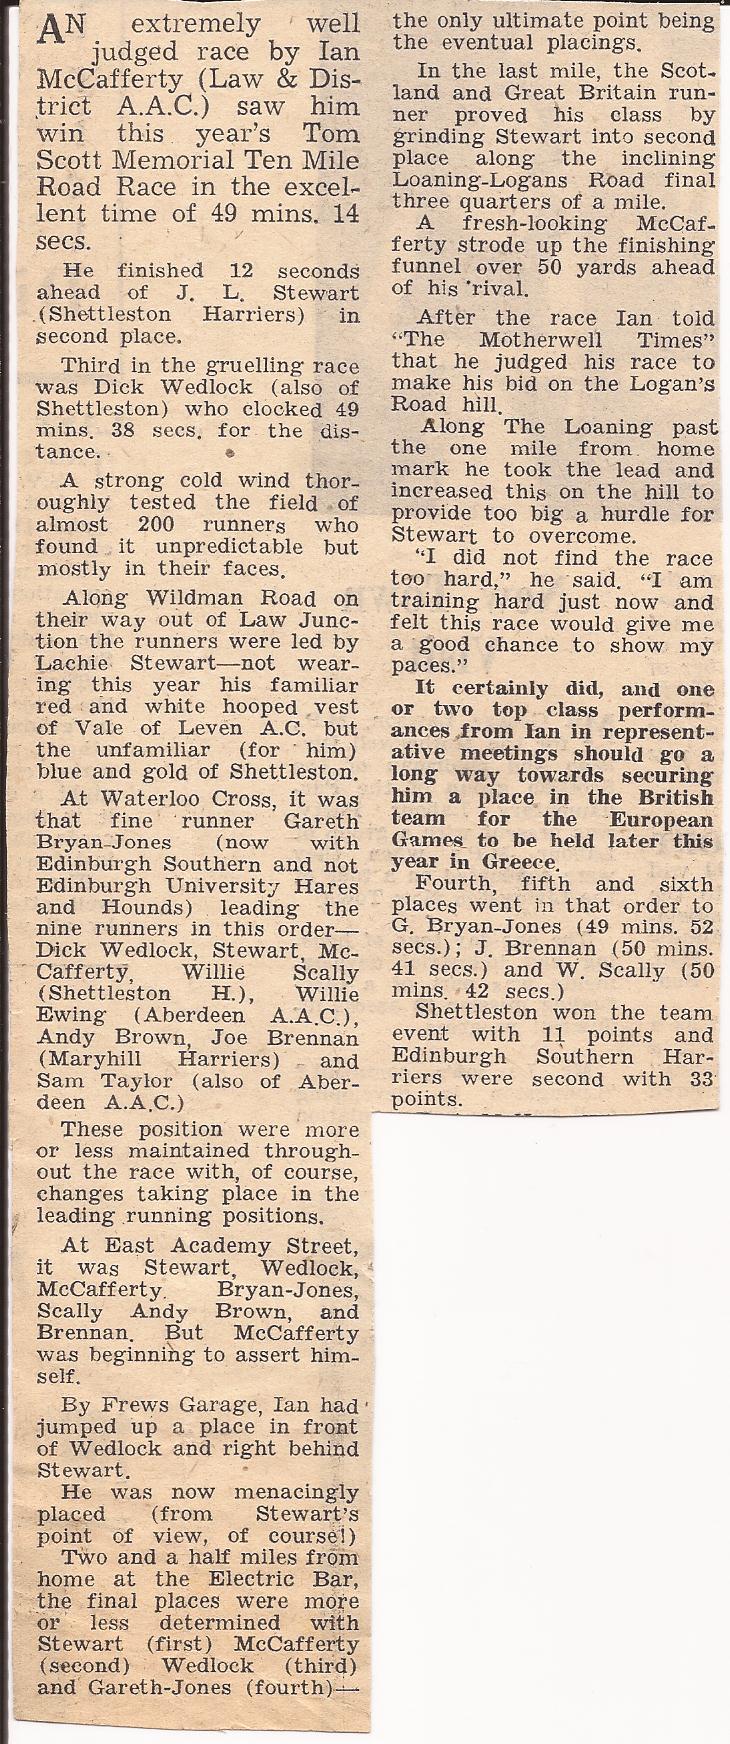 AN extremely well
judged race by Ian
McCafferty (Law & Dis-
trict A.A.C.) saw him
win this year's Tom
Scott Memorial Ten Mile
Road Race in the excel-
lent time of 49 mins. 14
secs.
He finished 12 seconds
ahead of J. L. Stewart
(Shettleston Harriers) in
second place.
Third in the gruelling race
was Dick Wedlock (also of
Shettleston) who clocked 49
mins. 38 secs. for the dis-
tance.
A strong cold wind thor-
oughly tested the field of
almost 200 runners who
found it unpredictable but
mostly in their faces.
Along Wildman Road on
their way out of Law Junc-
tion the runners were led by
Lachie Stewart—not wear-
ing this year his familiar
red and white hooped vest
of Vale of Leven A.C. but
the unfamiliar (for him)
blue and gold of Shettleston.
At Waterloo Cross, it was
that fine runner Gareth
Bryan-Jones (now with
Edinburgh Southern and not
Edinburgh University Hares
and Hounds) leading the
nine runners in this order—
Dick Wedlock, Stewart, Mc-
Cafferty, Willie Scally
(Shettleston H.), Willie
Ewing (Aberdeen A.A.C.),
Andy Brown, Joe Brennan
(Maryhill Harriers) and
Sam Taylor (also of Aber-
deen A.A.C.)
These position were more
or less maintained through-
out the race with, of course,
changes taking place in the
leading running positions.
At East Academy Street,
it was Stewart, Wedlock,
McCafferty. Bryan-Jones,
Scally Andy Brown, and
Brennan. But McCafferty
was beginning to assert him-
self.
By Frews Garage, Ian had
jumped up a place in front
of Wedlock and right behind
Stewart.
He was now menacingly
placed (from Stewart's
point of view, of course!)
Two and a half miles from
home at the Electric Bar,
the final places were more
or less determined with
Stewart (first) McCafferty
(second) Wedlock (third)
and Gareth-Jones (fourth)—
the only ultimate point being
the eventual placings.
In the last mile, the Scot-
land and Great Britain run-
ner proved his class by
grinding Stewart into second
place along the inclining
Loaning-Logans Road final
three quarters of a mile.
A fresh-looking McCaf-
ferty strode up the finishing
funnel over 50 yards ahead
of his rival.
After the race Ian told
"The Motherwell Times"
that he judged his race to
make his bid on the Logan's
Road hill.
Along The Loaning past
the one mile from home
mark he took the lead and
increased this on the hill to
provide too big a hurdle for
Stewart to overcome.
"I did not find the race
too hard," he said. "I am
training hard just now and
felt this race would give me
a good chance to show my
paces."
It certainly did, and one
or two top class perform-
ances from Ian in represent-
ative meetings should go a
long way towards securing
him a place in the British
team for the European
Games to be held later this
year in Greece.
Fourth, fifth and sixth
places went in that order to
G. Bryan-Jones (49 mins. 52
secs.); J. Brennan (50 mins.
41 secs.) and W. Scally (50
mins. 42 secs.)
Shettleston won the team
event with 11 points and
Edinburgh Southern Har-
riers were second with 33
points.